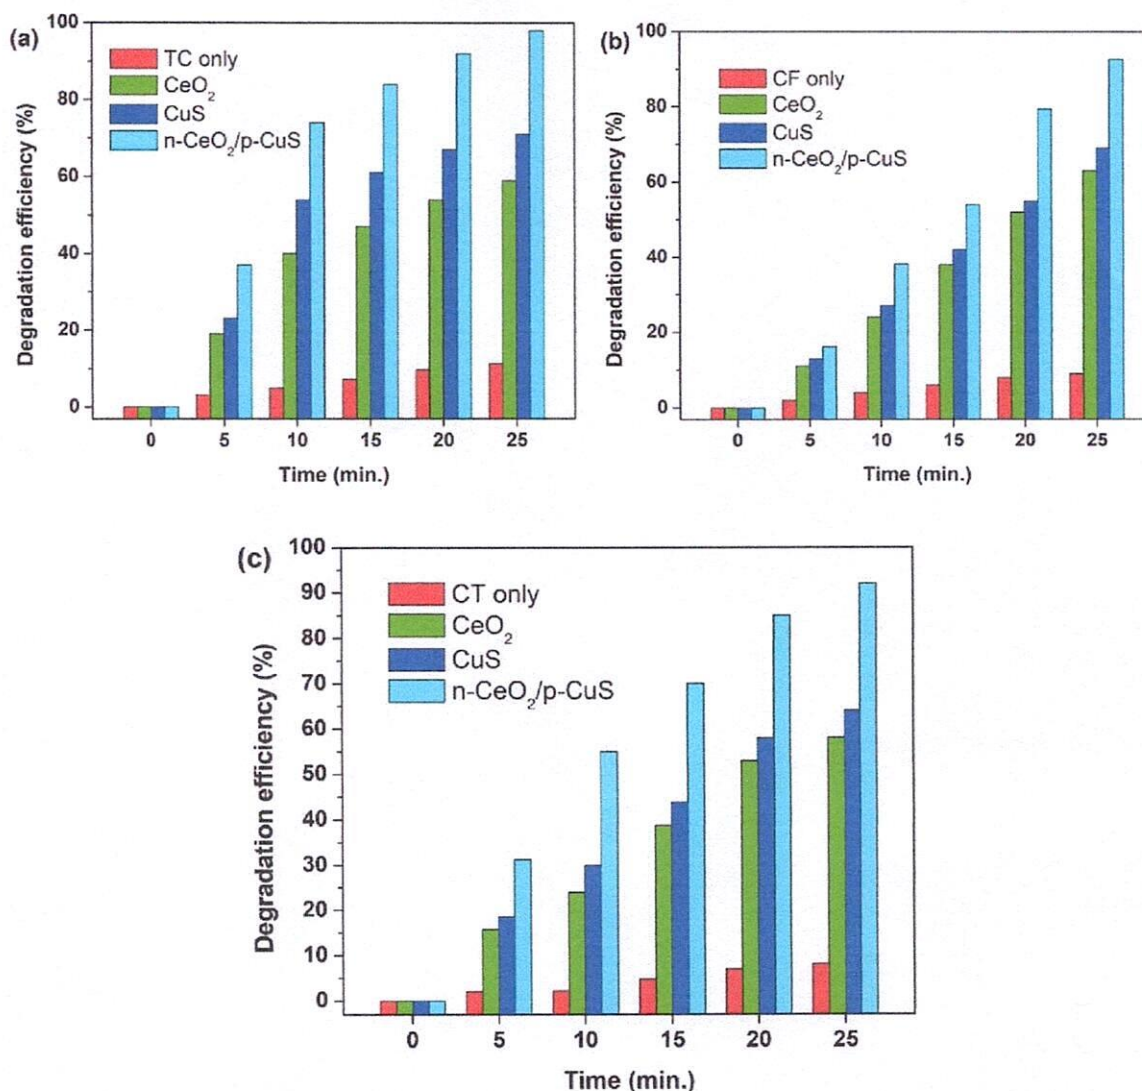 (a)
TC only
CeO₂
CuS
n-CeO₂/p-CuS
Degradation efficiency (%)
100
80
60
40
20
0
0 5 10 15 20 25
Time (min.)
(b)
CF only
CeO₂
CuS
n-CeO₂/p-CuS
Degradation efficiency (%)
100
80
60
40
20
0
0 5 10 15 20 25
Time (min.)
(c)
CT only
CeO₂
CuS
n-CeO₂/p-CuS
Degradation efficiency (%)
100
90
80
70
60
50
40
30
20
10
0
0 5 10 15 20 25
Time (min.)